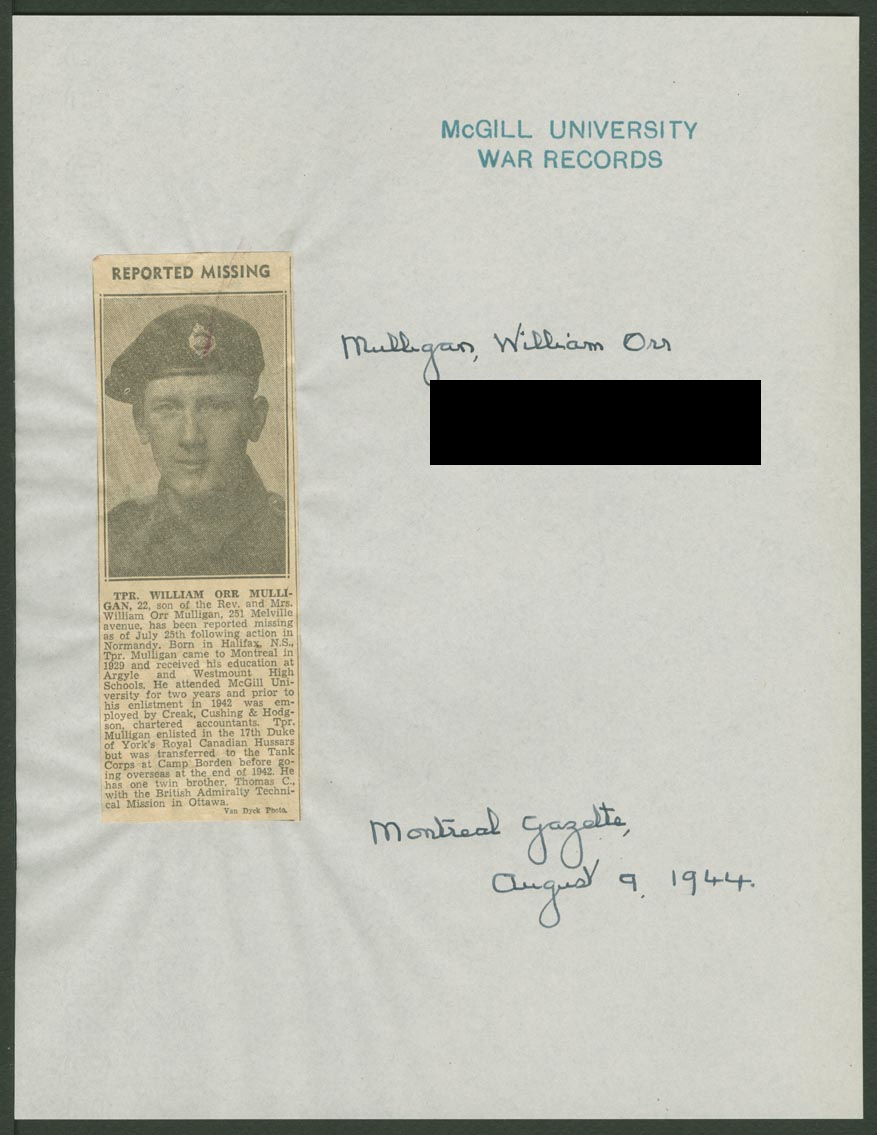 McGILL UNIVERSITY
WAR RECORDS
REPORTED MISSING
Mulligan, William Orr
TPR. WILLIAM ORR MULLI-
GAN, 22, son of the Rev. and Mrs.
William Orr Mulligan, 251 Melville
avenue, has been reported missing
as of July 25th following action in
Normandy. Born in Halifax, N.S.,
Tpr. Mulligan came to Montreal in
1929 and received his education at
Argyle and Westmount High
Schools. He attended McGill Uni-
versity for two years and prior to
his enlistment in 1942 was em-
ployed by Creak, Cushing & Hodg-
son, chartered accountants. Tpr.
Mulligan enlisted in the 17th Duke
of York's Royal Canadian Hussars
but was transferred to the Tank
Corps at Camp Borden before go-
ing overseas at the end of 1942. He
has one twin brother, Thomas C.,
with the British Admiralty Techni-
cal Mission in Ottawa.
Van Dyck Photo.
Montreal Gazette,
August 9, 1944.